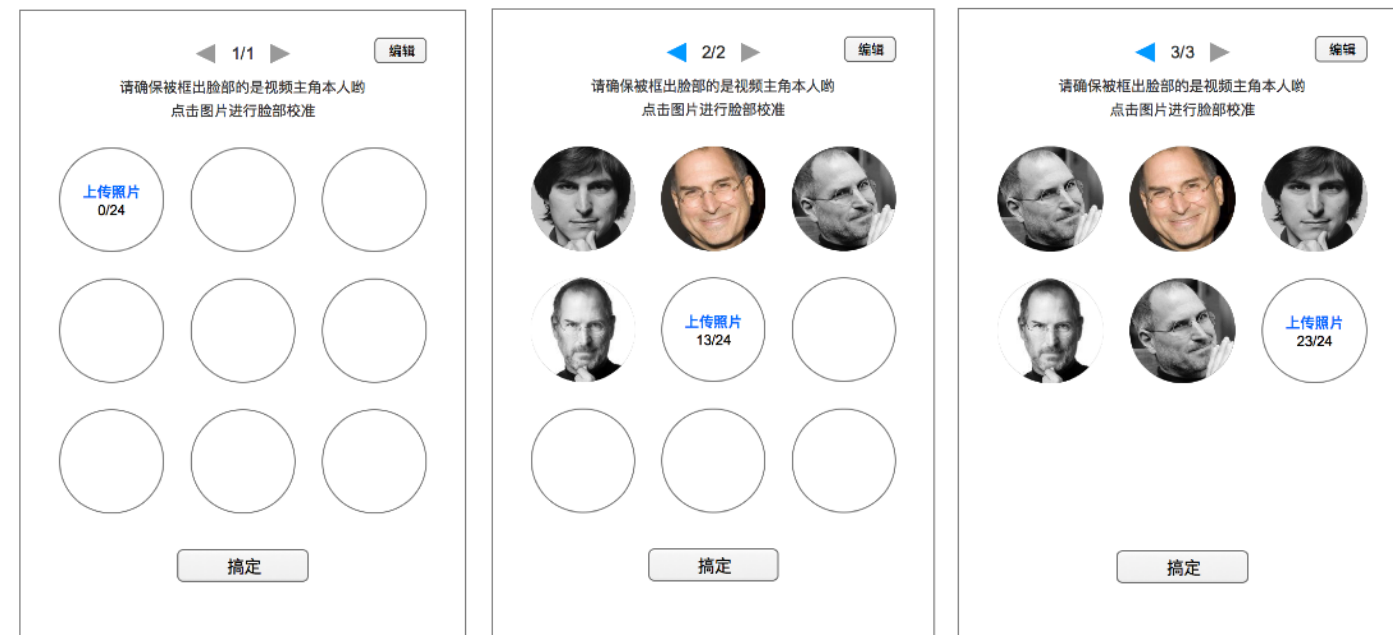 1/1
编辑
请确保被框出脸部的是视频主角本人哟
点击图片进行脸部校准
上传照片
0/24
搞定
2/2
编辑
请确保被框出脸部的是视频主角本人哟
点击图片进行脸部校准
上传照片
13/24
搞定
3/3
编辑
请确保被框出脸部的是视频主角本人哟
点击图片进行脸部校准
上传照片
23/24
搞定